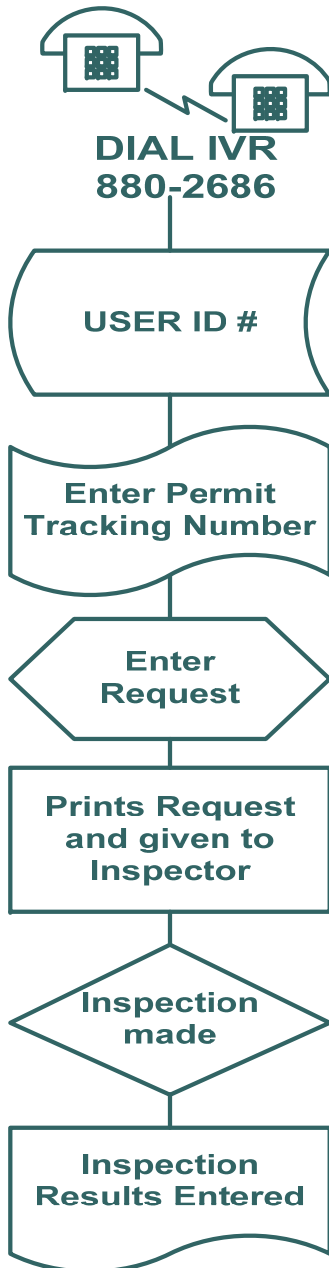 DIAL IVR
880-2686
USER ID #
Enter Permit
Tracking Number
Enter
Request
Prints Request
and given to
Inspector
Inspection
made
Inspection
Results Entered